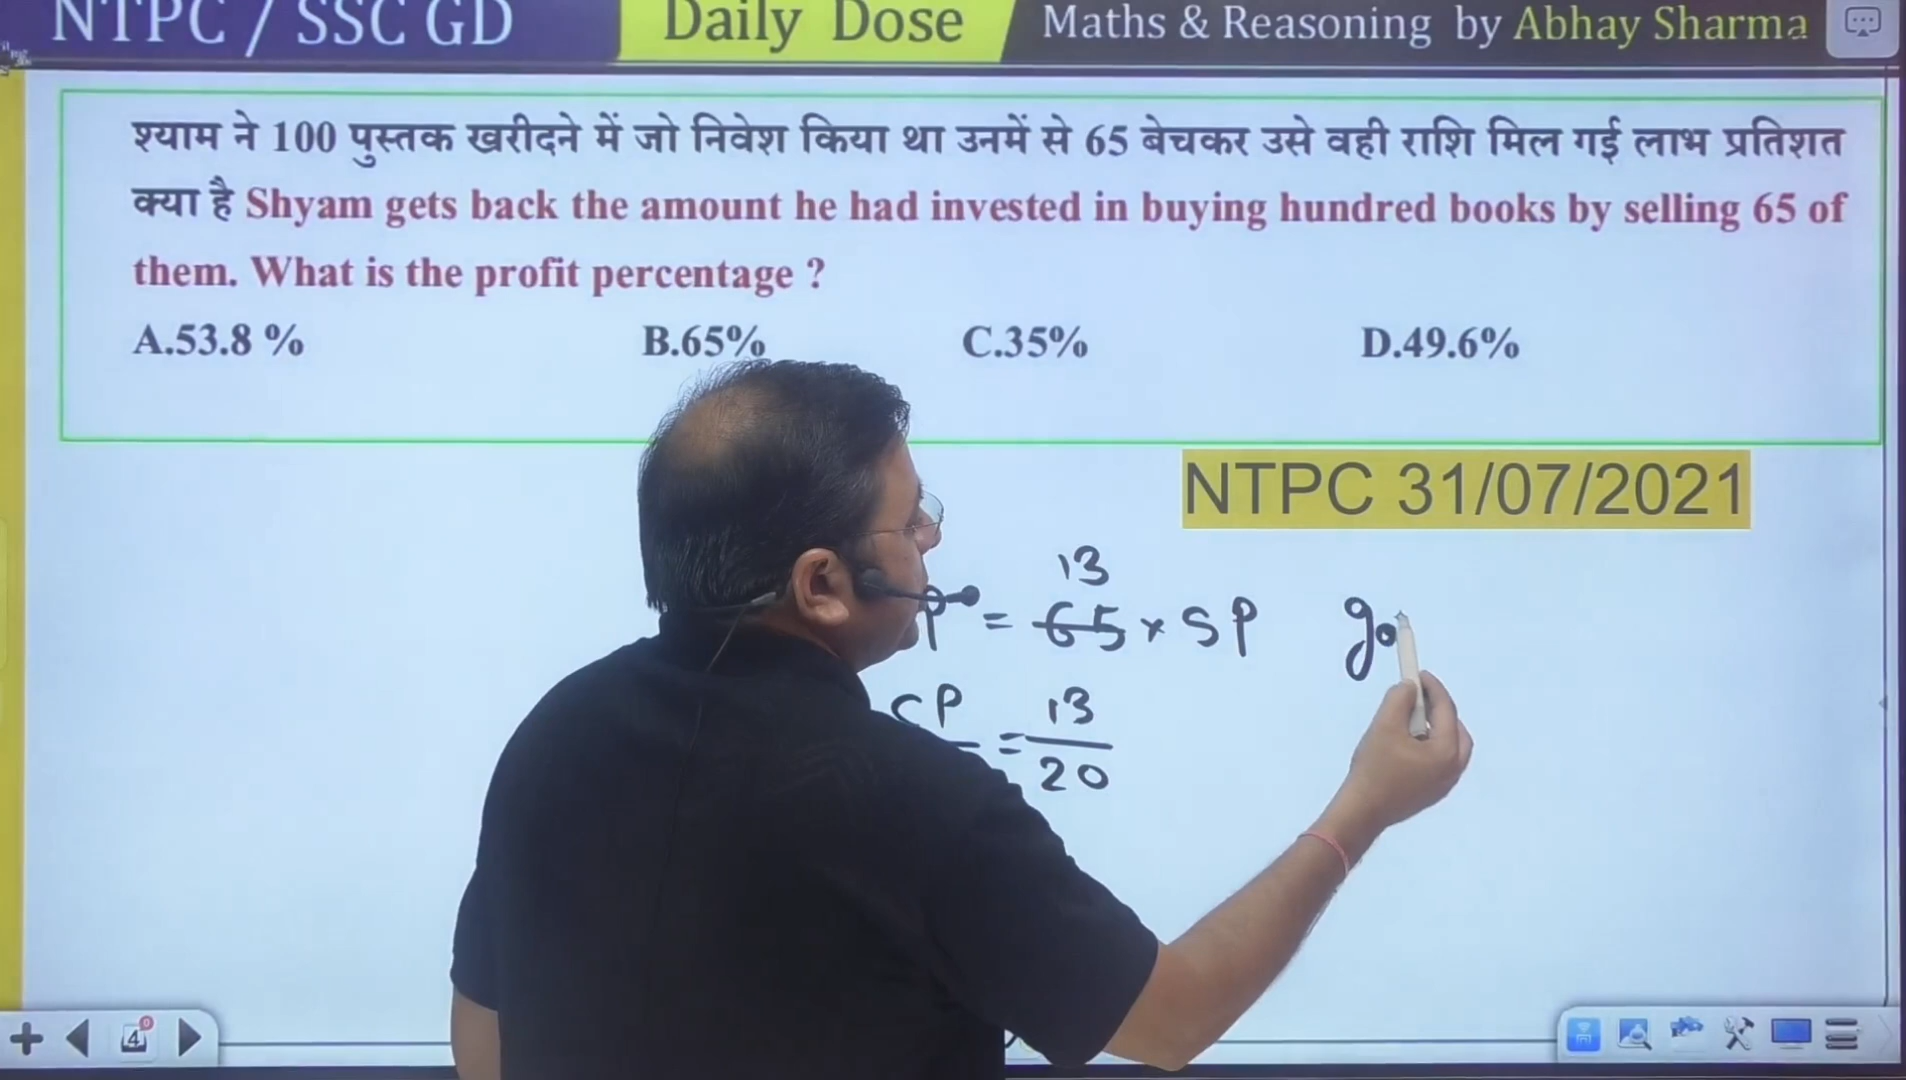 NTPC / SSC GD
Daily Dose
Maths & Reasoning by Abhay Sharma
श्याम ने 100 पुस्तक खरीदने में जो निवेश किया था उनमें से 65 बेचकर उसे वही राशि मिल गई लाभ प्रतिशत
क्या है Shyam gets back the amount he had invested in buying hundred books by selling 65 of
them. What is the profit percentage ?
A.53.8 % B.65% C.35% D.49.6%
NTPC 31/07/2021
13
P = 65 × SP
CP 13
=
20
4
0